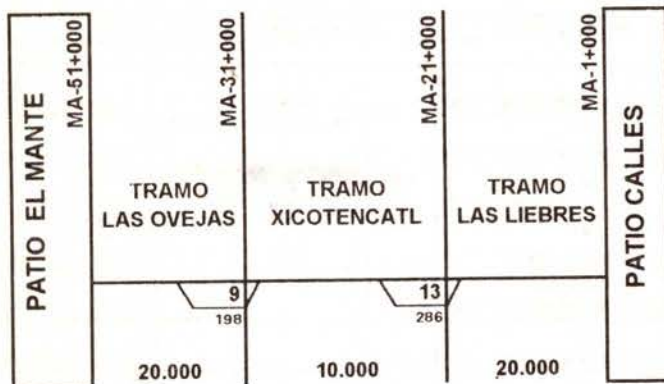 PATIO EL MANTE
MA-51+000
MA-31+000
MA-21+000
MA-1+000
PATIO CALLES
TRAMO
LAS OVEJAS
TRAMO
XICOTENCATL
TRAMO
LAS LIEBRES
9
198
13
286
20.000
10.000
20.000